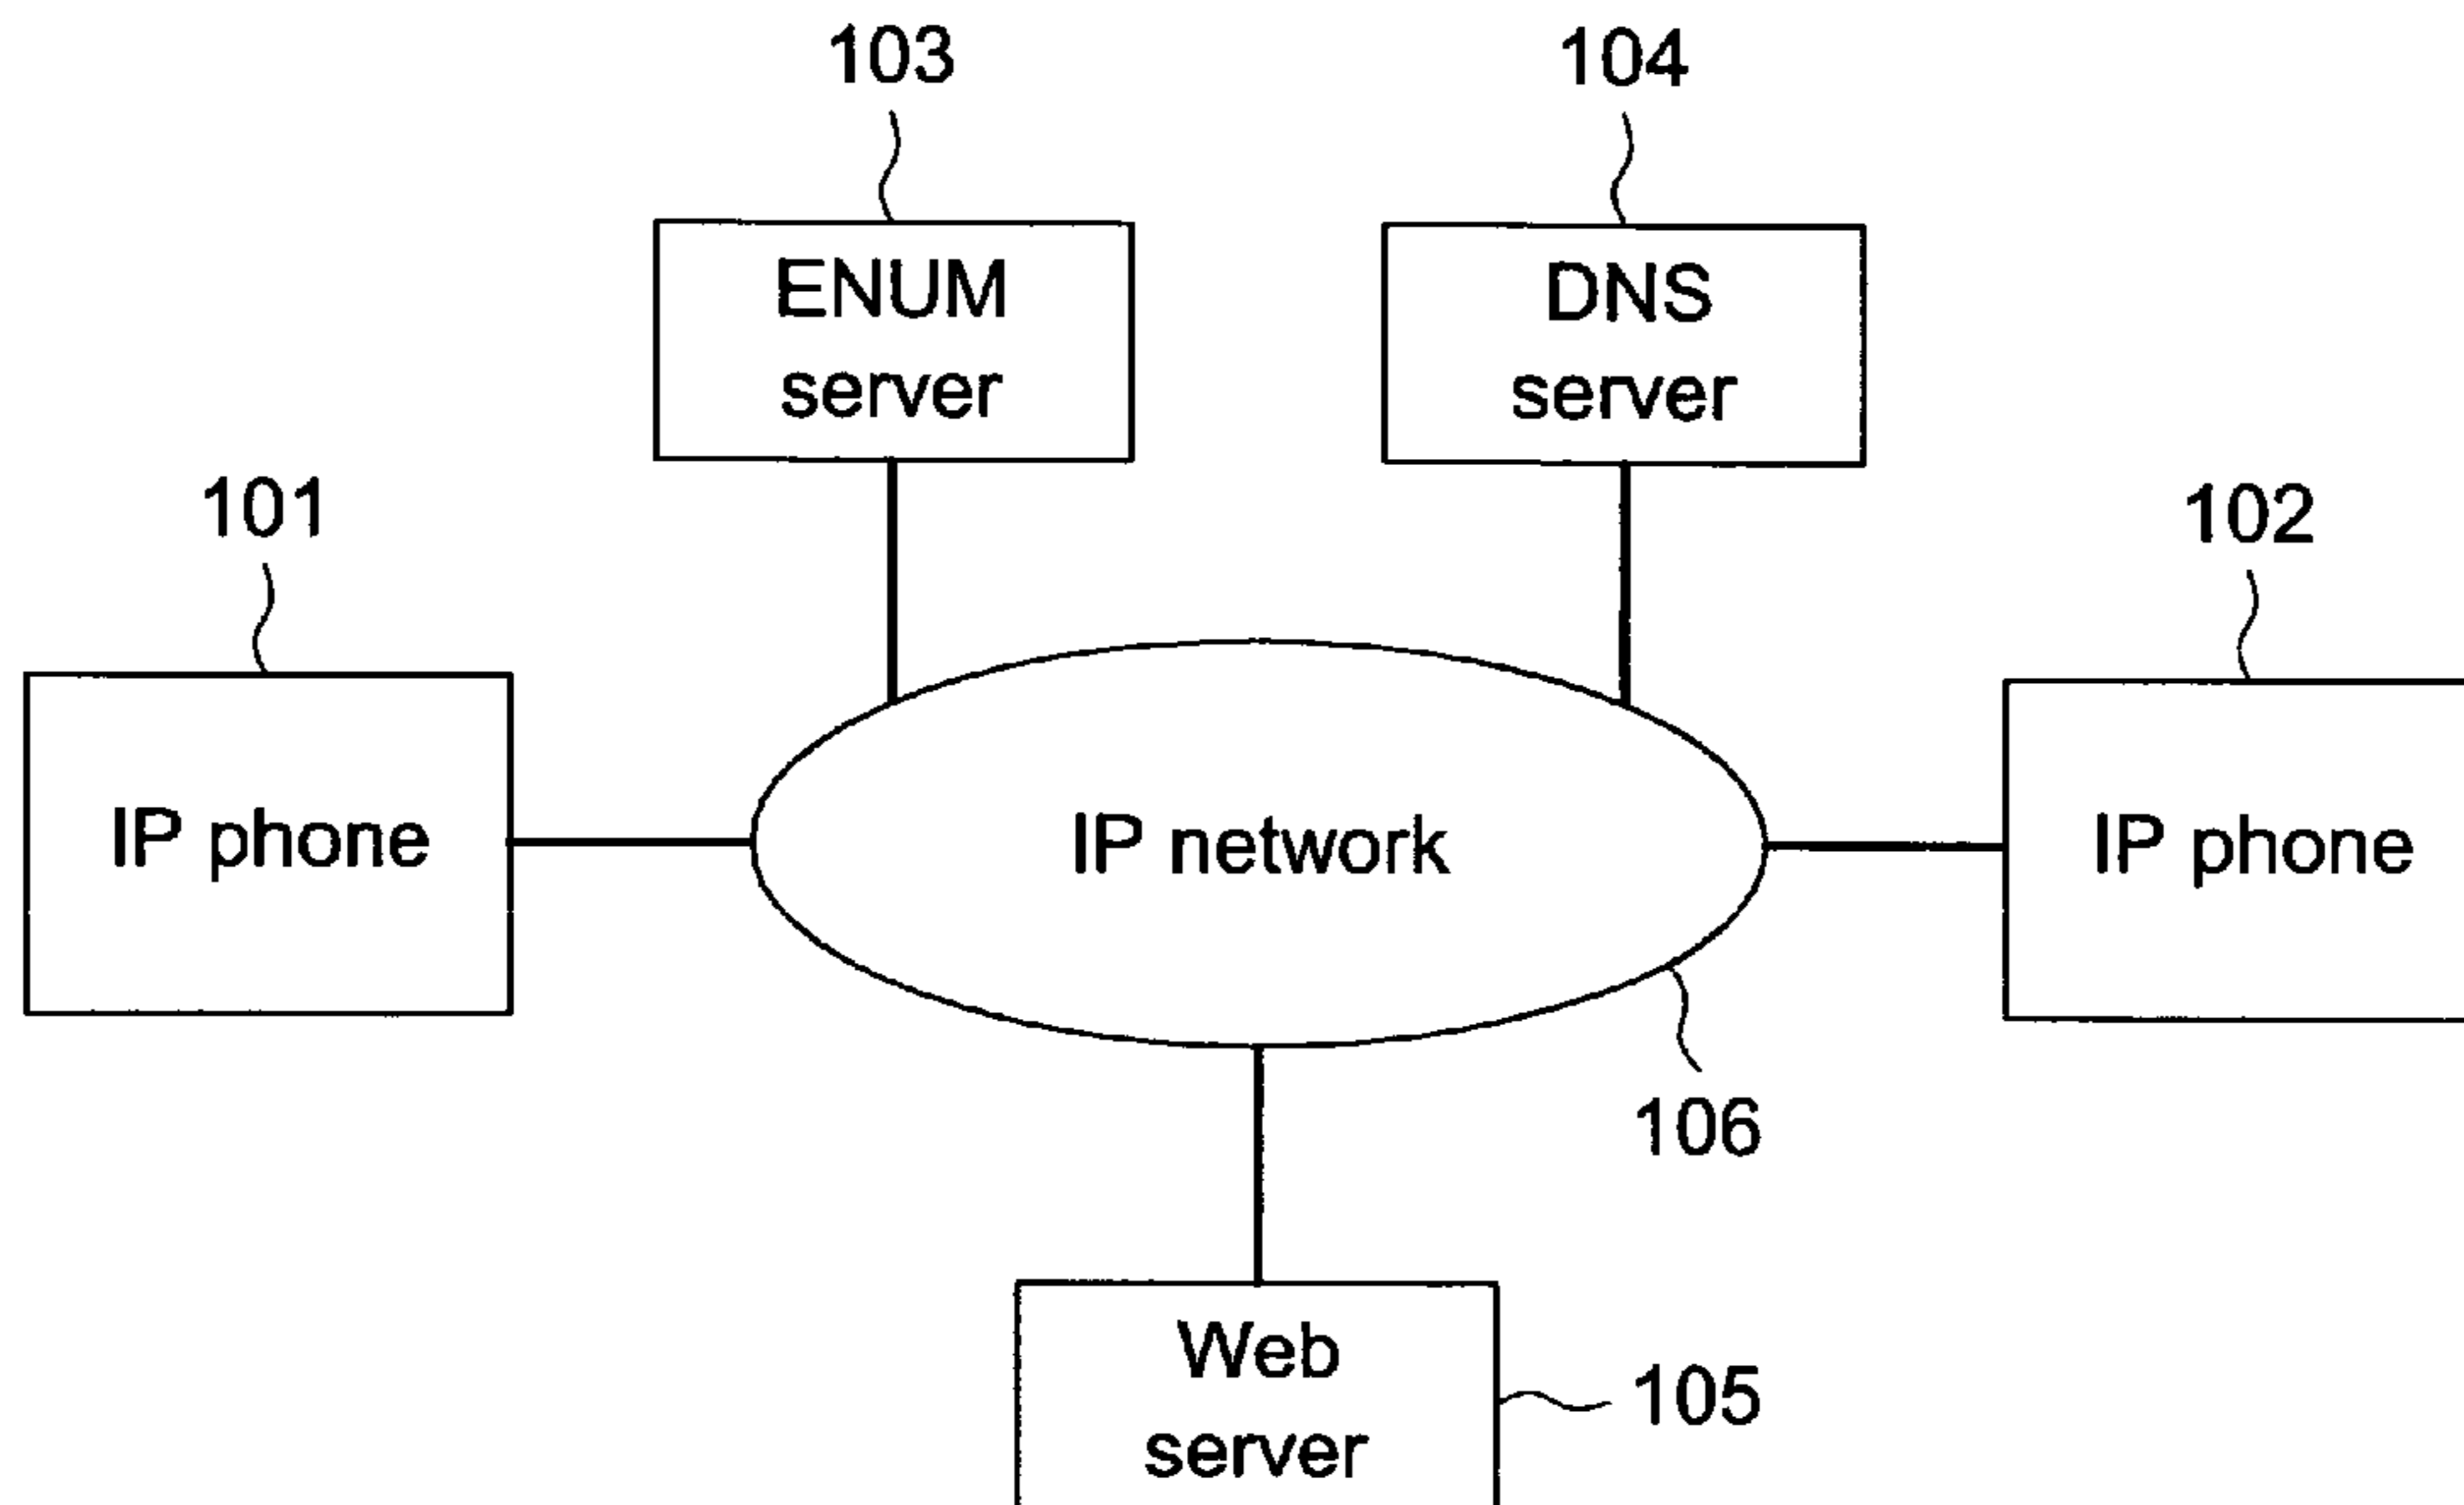 103
104
ENUM
server
DNS
server
101
102
IP phone
IP network
IP phone
106
Web
server
105